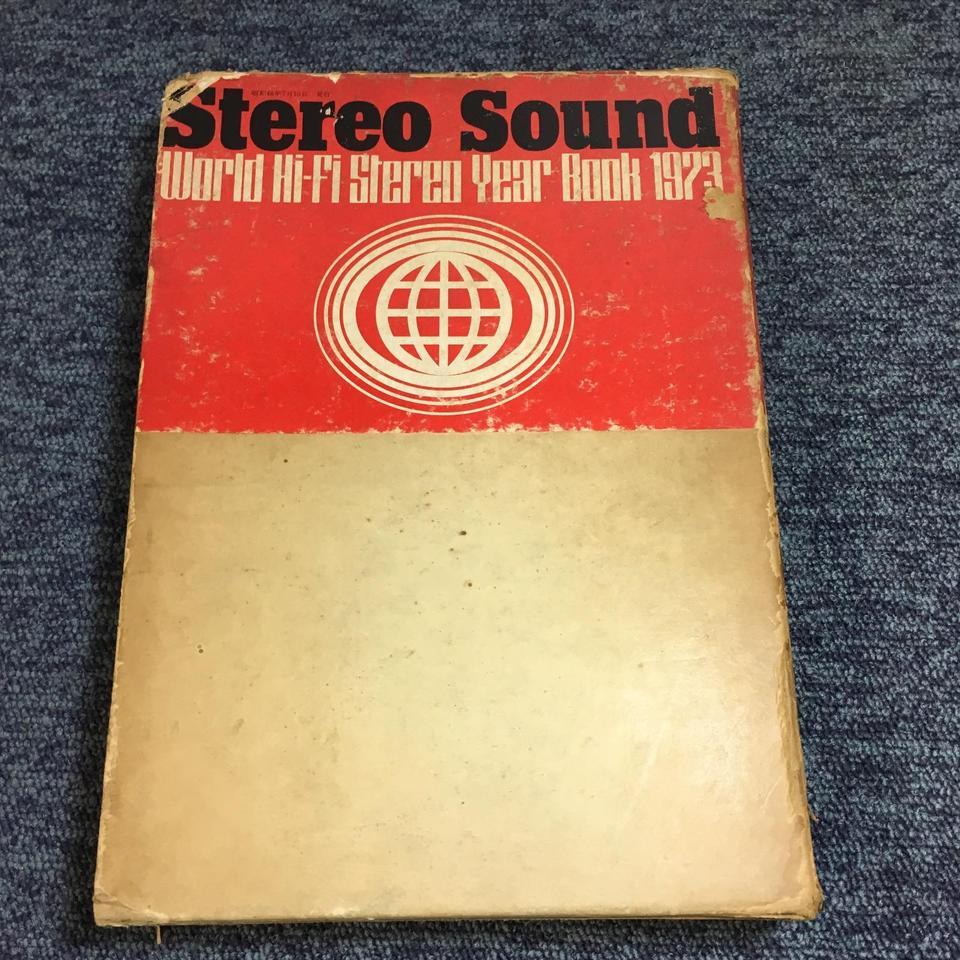 Stereo Sound
World Hi-Fi Stereo Year Book 1973